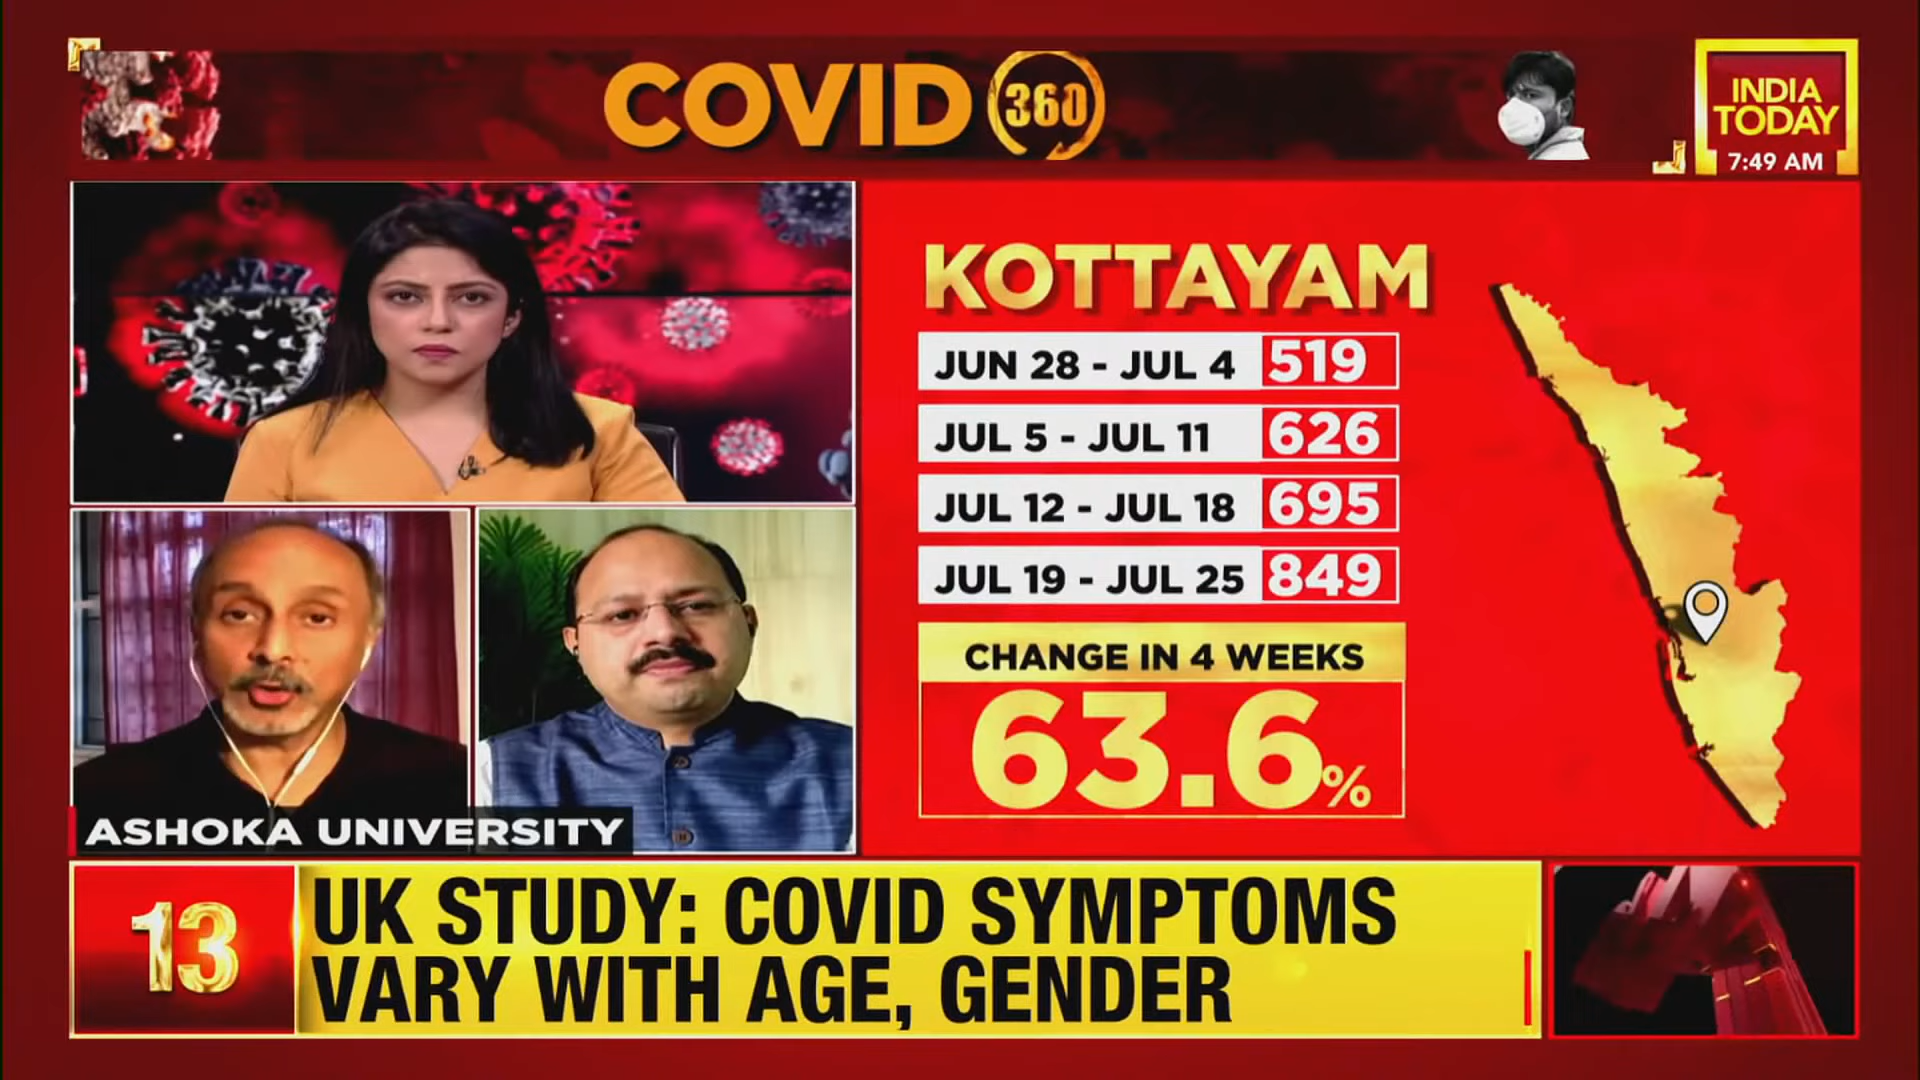 COVID 360
INDIA
TODAY
7:49 AM
KOTTAYAM
JUN 28 - JUL 4 519
JUL 5 - JUL 11 626
JUL 12 - JUL 18 695
JUL 19 - JUL 25 849
CHANGE IN 4 WEEKS
63.6%
ASHOKA UNIVERSITY
13
UK STUDY: COVID SYMPTOMS
VARY WITH AGE, GENDER